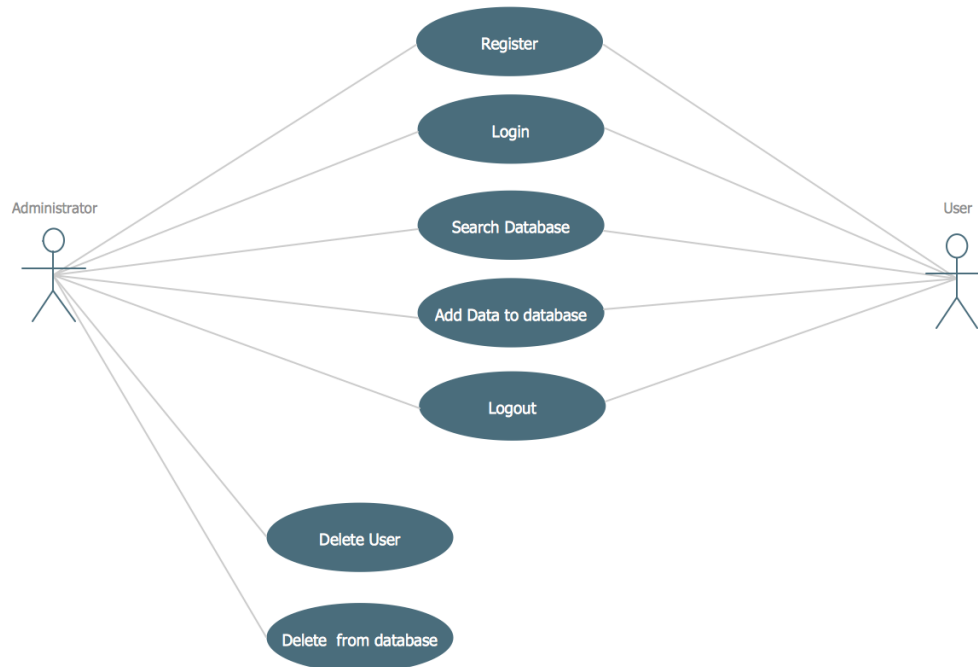 Register
Login
Administrator
User
Search Database
Add Data to database
Logout
Delete User
Delete  from database